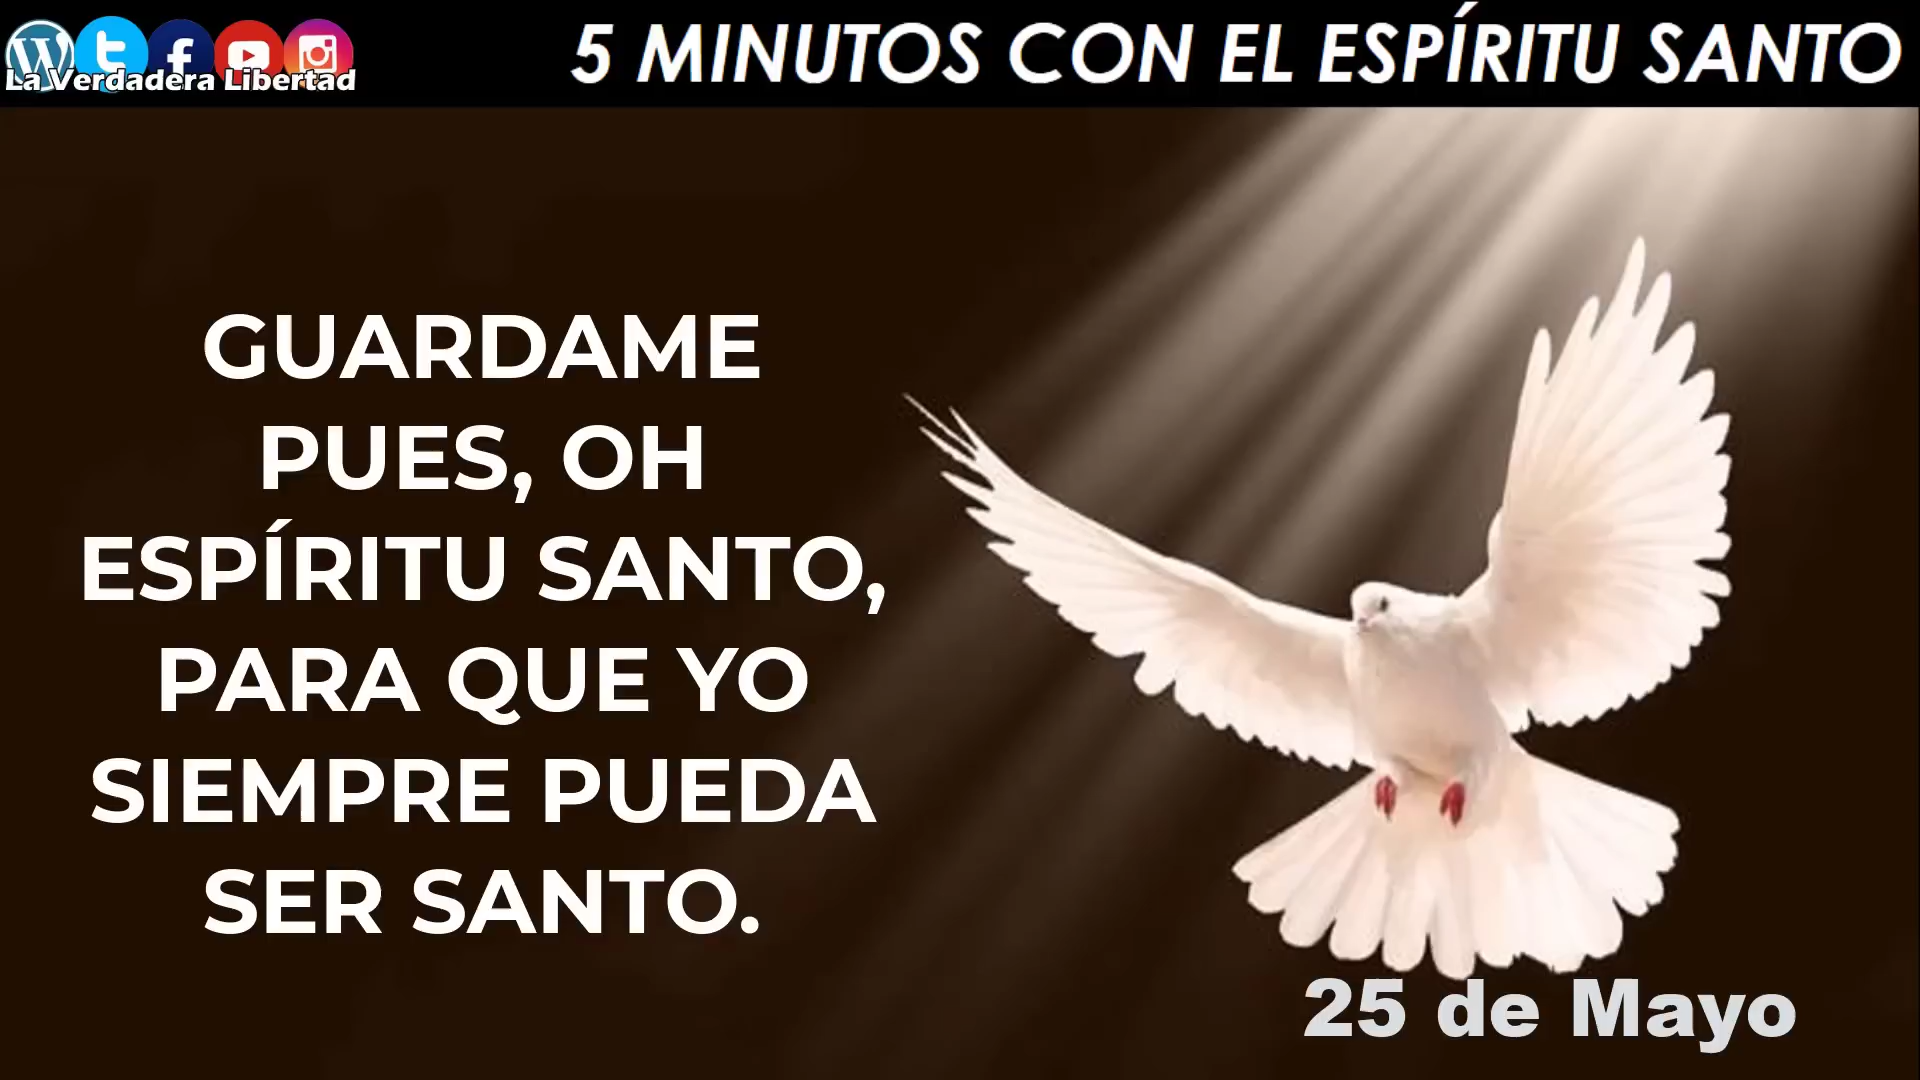 La Verdadera Libertad
5 MINUTOS CON EL ESPÍRITU SANTO
GUARDAME
PUES, OH
ESPÍRITU SANTO,
PARA QUE YO
SIEMPRE PUEDA
SER SANTO.
25 de Mayo